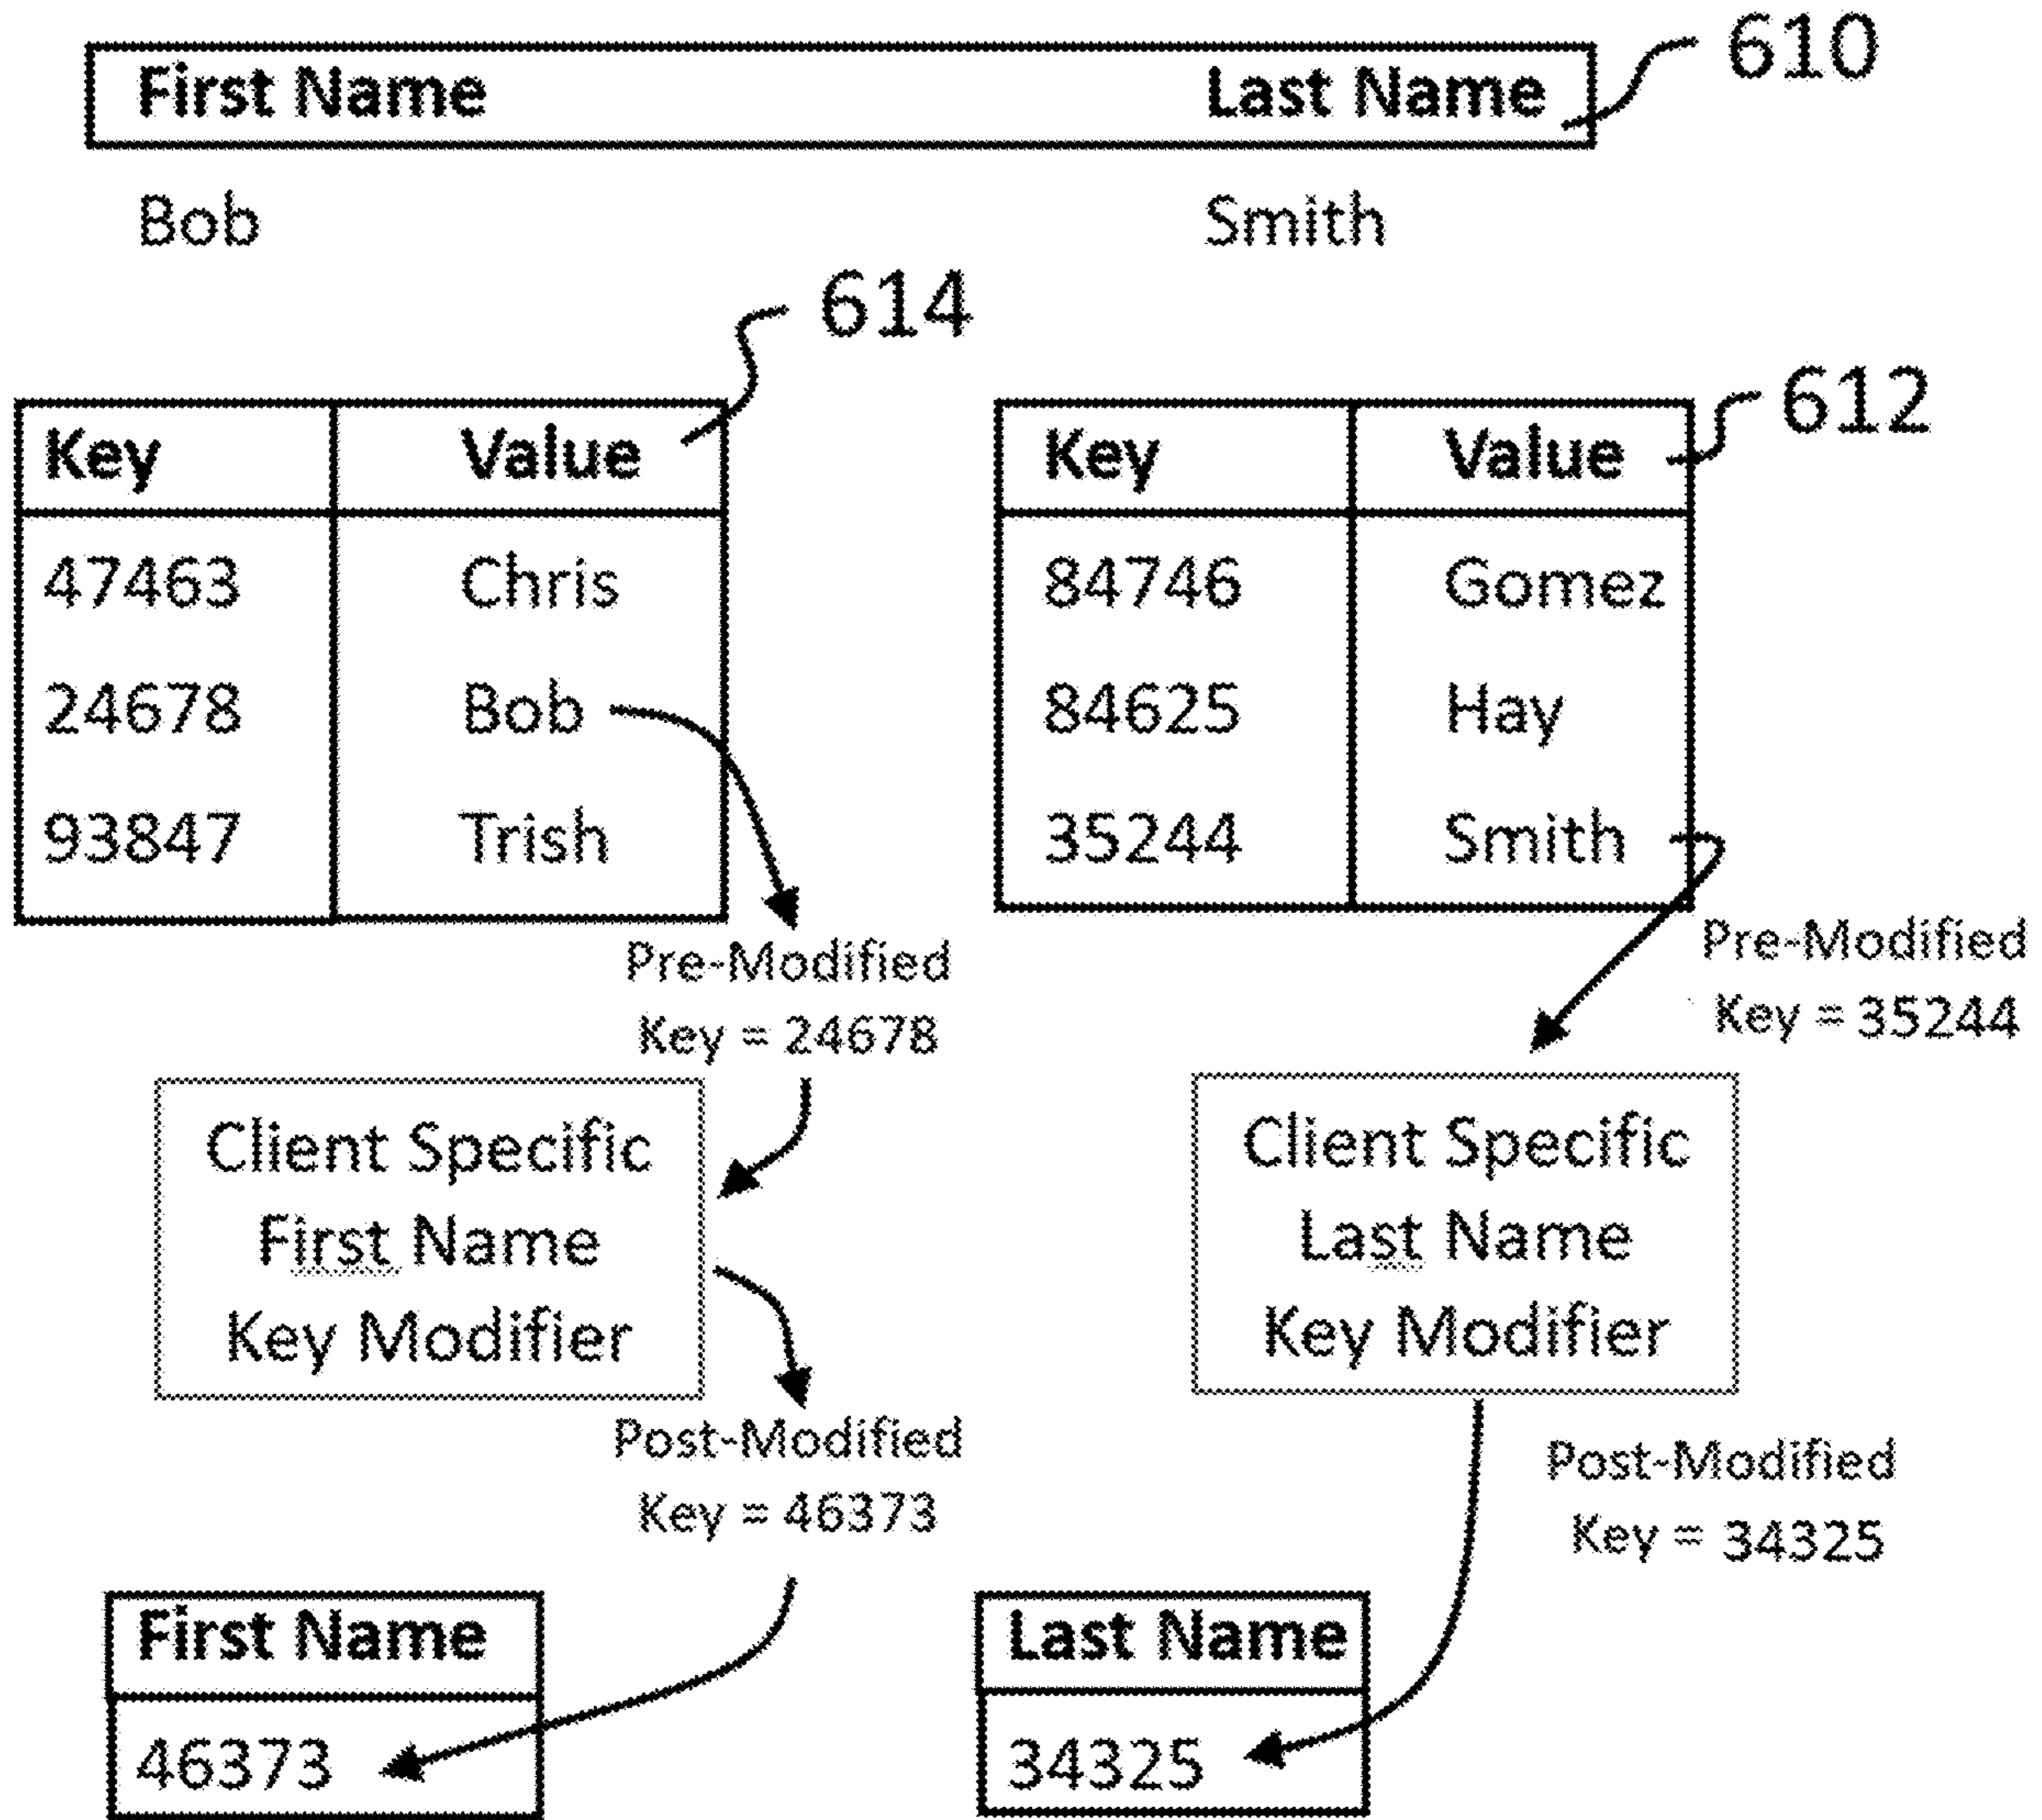 610
First Name Last Name
Bob Smith
614
612
Key Value
47463 Chris
24678 Bob
93847 Trish
Key Value
84746 Gomez
84625 Hay
35244 Smith
Pre-Modified
Key = 24678
Pre-Modified
Key = 35244
Client Specific
First Name
Key Modifier
Client Specific
Last Name
Key Modifier
Post-Modified
Key = 46373
Post-Modified
Key = 34325
First Name
46373
Last Name
34325